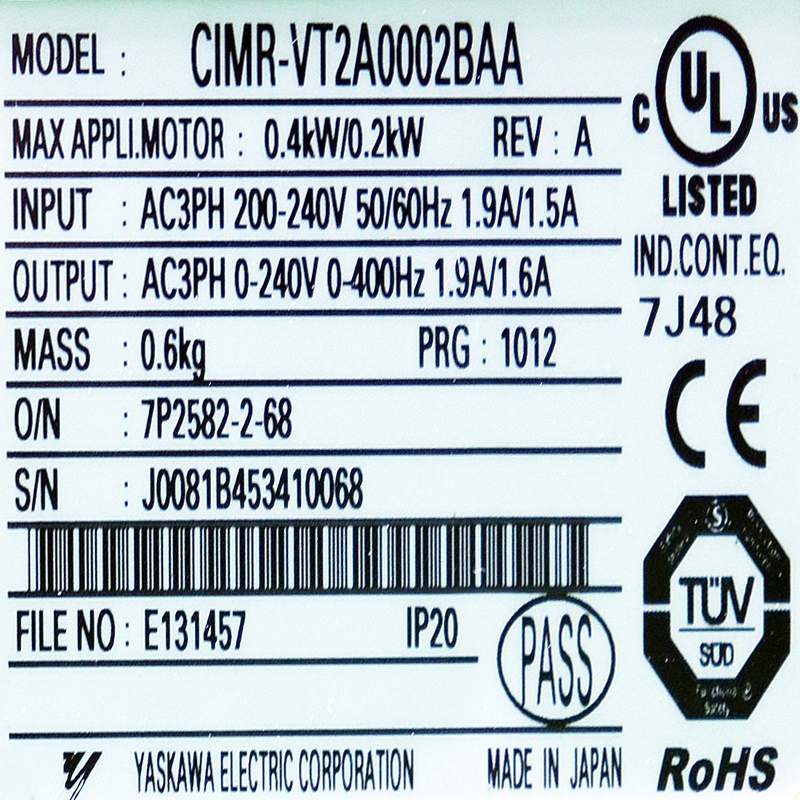 MODEL : CIMR-VT2A0002BAA
MAX APPLI.MOTOR : 0.4kW/0.2kW REV : A
INPUT : AC3PH 200-240V 50/60Hz 1.9A/1.5A
OUTPUT : AC3PH 0-240V 0-400Hz 1.9A/1.6A
MASS : 0.6kg PRG : 1012
O/N : 7P2582-2-68
S/N : J0081B453410068
FILE NO : E131457 IP20
PASS
YASKAWA ELECTRIC CORPORATION MADE IN JAPAN
C UL US
LISTED
IND.CONT.EQ.
7J48
CE
TÜV
SÜD
Functional
Safety
RoHS